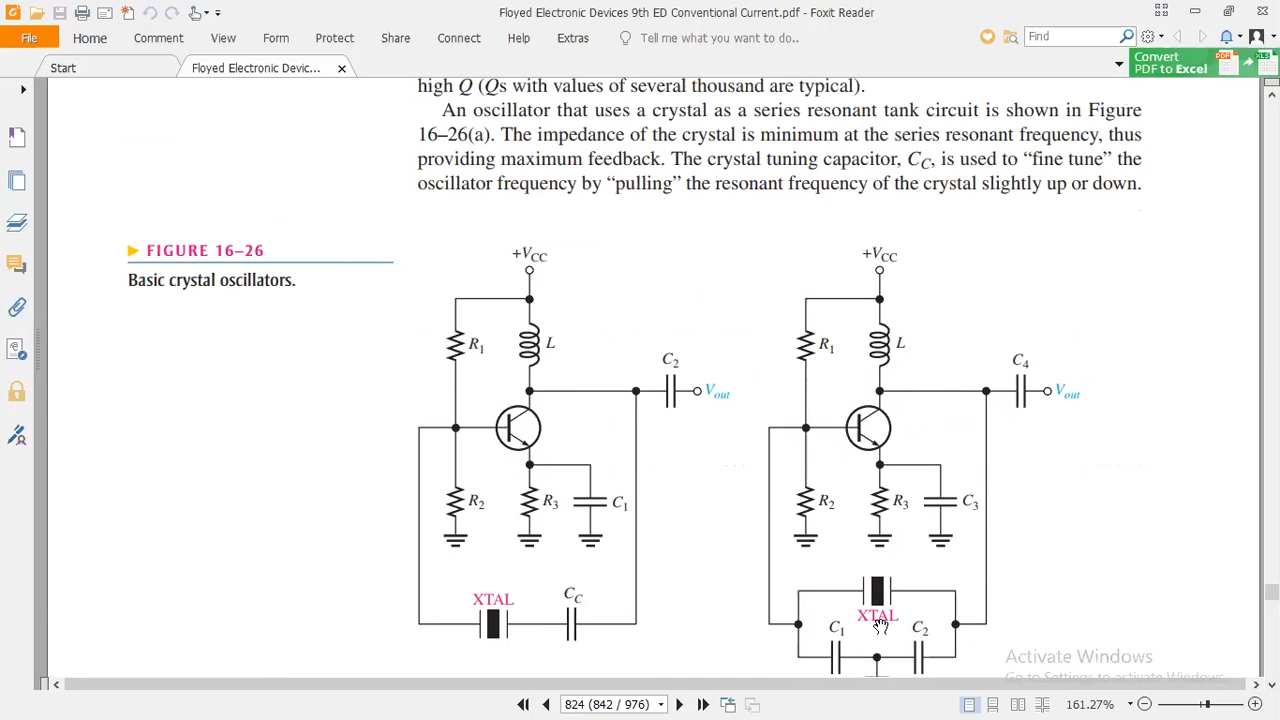 Floyed Electronic Devices 9th ED Conventional Current.pdf - Foxit Reader
File Home Comment View Form Protect Share Connect Help Extras Tell me what you want to do... Find
Start Floyed Electronic Devic...
Convert
PDF to Excel
high Q (Qs with values of several thousand are typical).
An oscillator that uses a crystal as a series resonant tank circuit is shown in Figure
16–26(a). The impedance of the crystal is minimum at the series resonant frequency, thus
providing maximum feedback. The crystal tuning capacitor, CC, is used to “fine tune” the
oscillator frequency by “pulling” the resonant frequency of the crystal slightly up or down.
FIGURE 16–26
Basic crystal oscillators.
+VCC
R1
L
C2
Vout
R2
R3
C1
XTAL
CC
+VCC
R1
L
C4
Vout
R2
R3
C3
XTAL
C1
C2
Activate Windows
Go to Settings to activate Windows.
824 (842 / 976)
161.27%